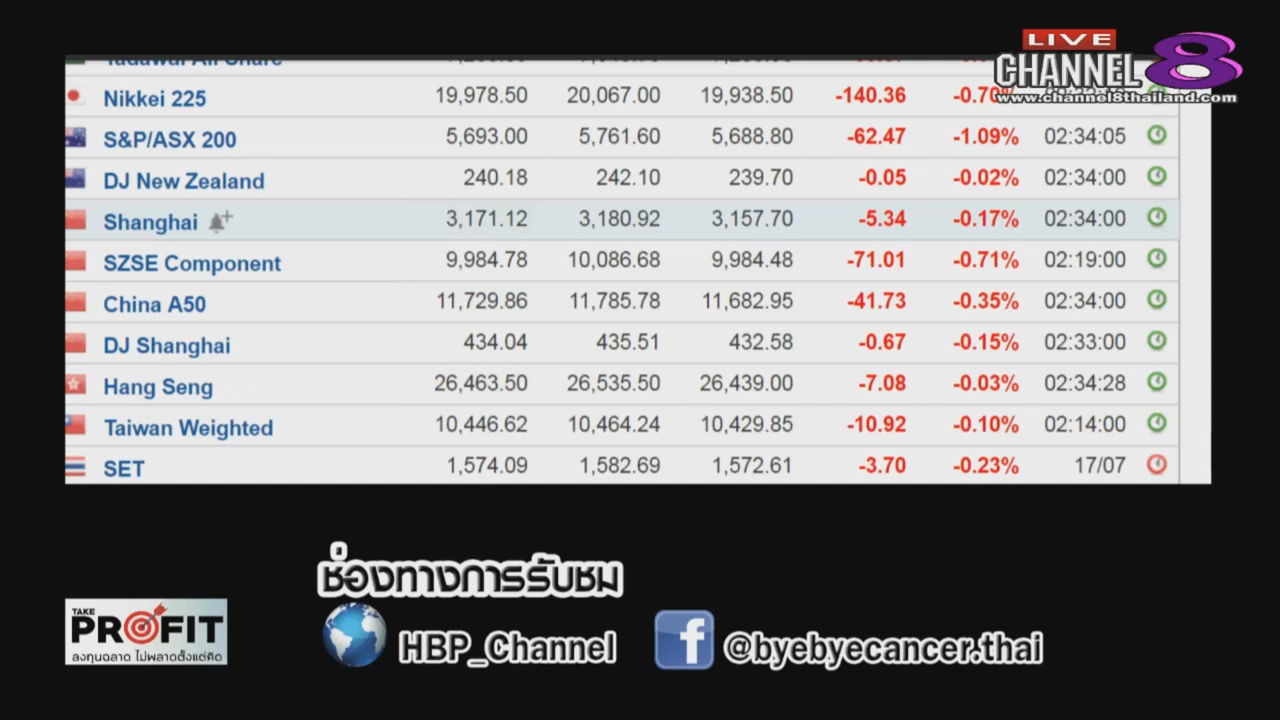 LIVE
CHANNEL 8
www.channel8thailand.com
Tadawul All Share
Nikkei 225 19,978.50 20,067.00 19,938.50 -140.36 -0.70%
S&P/ASX 200 5,693.00 5,761.60 5,688.80 -62.47 -1.09% 02:34:05
DJ New Zealand 240.18 242.10 239.70 -0.05 -0.02% 02:34:00
Shanghai 3,171.12 3,180.92 3,157.70 -5.34 -0.17% 02:34:00
SZSE Component 9,984.78 10,086.68 9,984.48 -71.01 -0.71% 02:19:00
China A50 11,729.86 11,785.78 11,682.95 -41.73 -0.35% 02:34:00
DJ Shanghai 434.04 435.51 432.58 -0.67 -0.15% 02:33:00
Hang Seng 26,463.50 26,535.50 26,439.00 -7.08 -0.03% 02:34:28
Taiwan Weighted 10,446.62 10,464.24 10,429.85 -10.92 -0.10% 02:14:00
SET 1,574.09 1,582.69 1,572.61 -3.70 -0.23% 17/07
ช่องทางการรับชม
TAKE
PROFIT
ลงทุนฉลาด ไม่พลาดตั้งแต่คิด
HBP_Channel @byebyecancer.thai